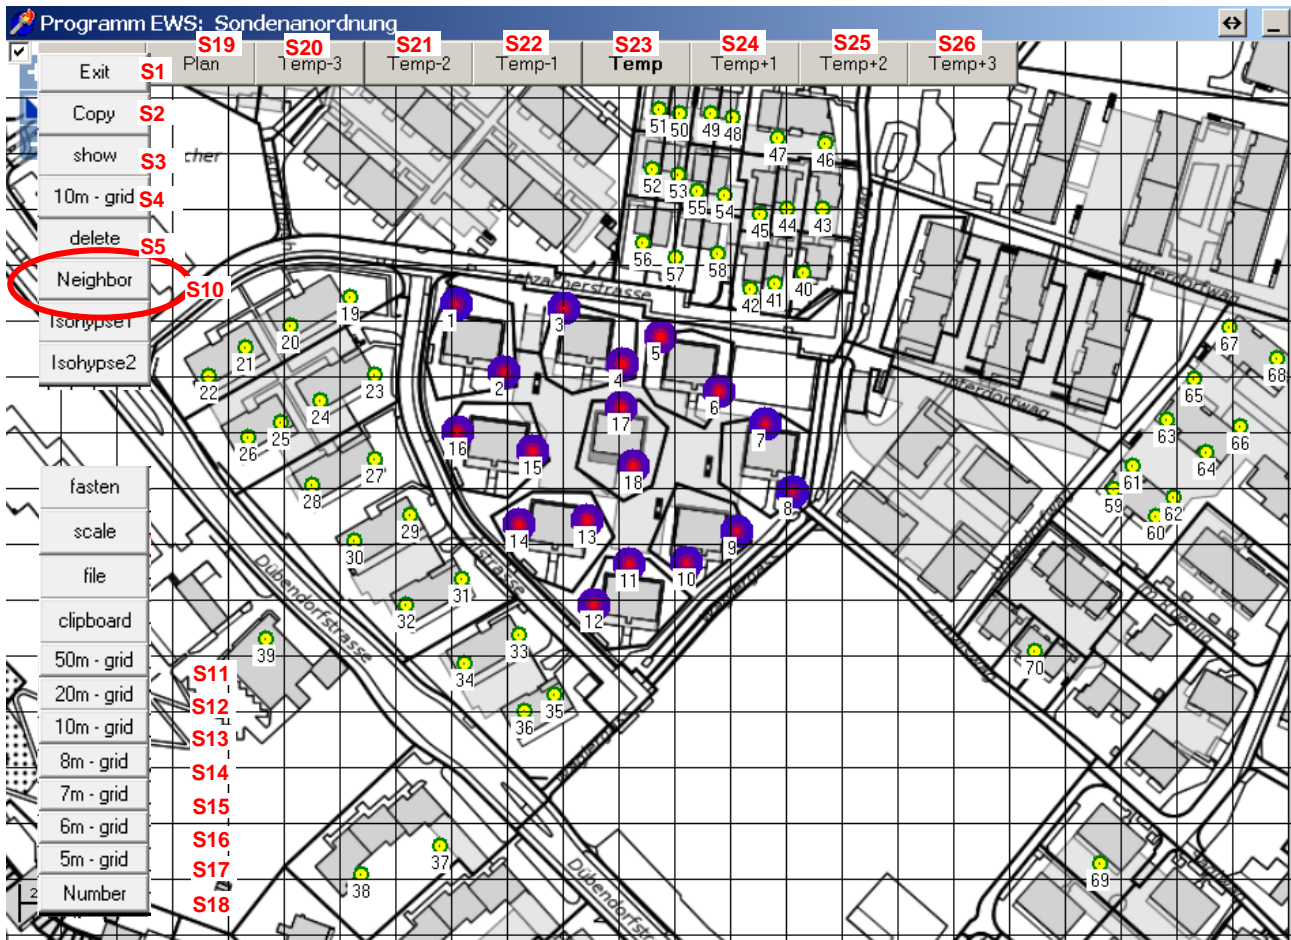 Programm EWS: Sondenanordnung
S19 S20 S21 S22 S23 S24 S25 S26
Plan Temp-3 Temp-2 Temp-1 Temp Temp+1 Temp+2 Temp+3
Exit S1
Copy S2
show S3
10m - grid S4
delete S5
Neighbor S10
Isohype1
Isohypse2
fasten
scale
file
clipboard
50m - grid S11
20m - grid S12
10m - grid S13
8m - grid S14
7m - grid S15
6m - grid S16
5m - grid S17
Number S18
51 50 49 48
47 46
52 53
55 54
45 44 43
56 57 58
42 41 40
19
20
21
22
23
24
25
26
27
28
29
30
31
32
33
34
35
36
37
38
39
1
2
3
4
5
6
7
8
9
10
11
12
13
14
15
16
17
18
67
68
65
63
66
64
61
59
62
60
70
69
Unterdorfweg
Unterdorfweg
Dübendorfstrasse
Dübendorfstr
strasse
2